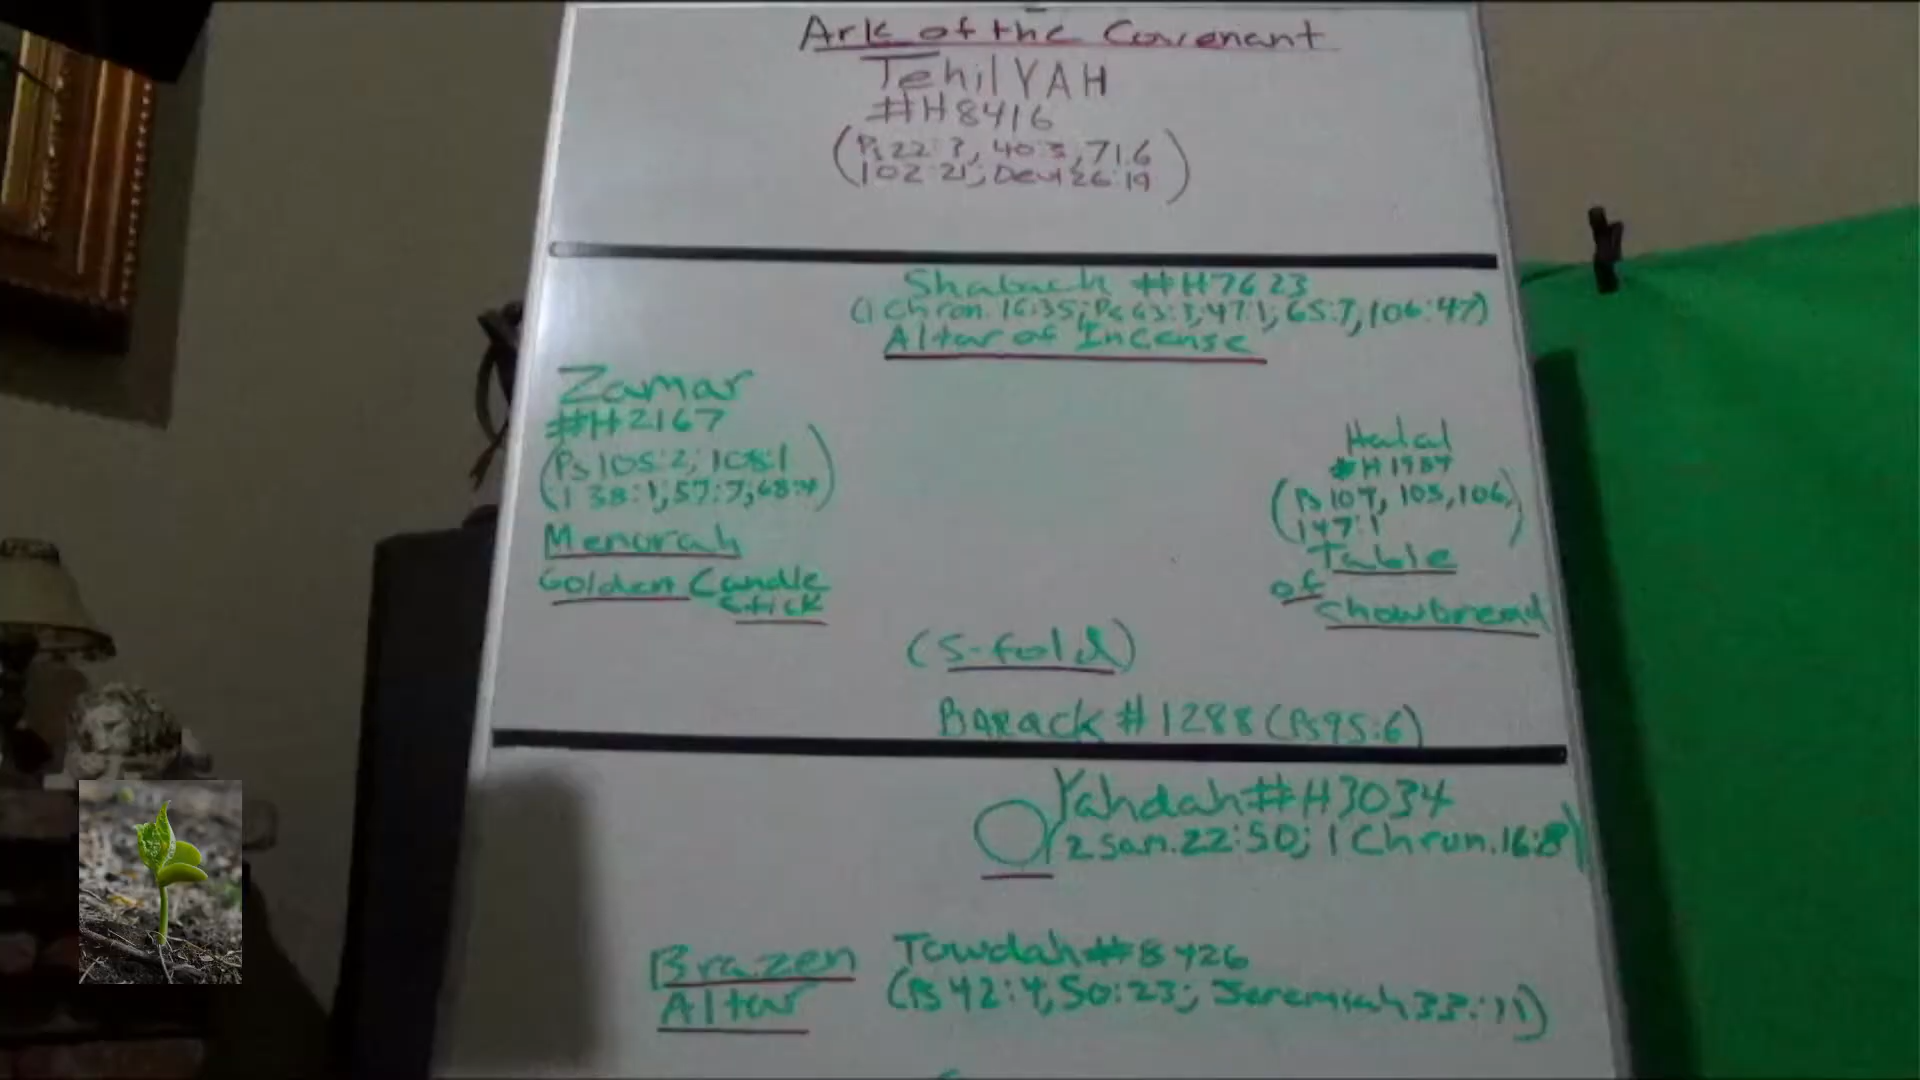 Ark of the Covenant
TehilYAH
#H8416
(Ps 22:3, 40:3, 71:6
102:21; Deut 26:19)
Shabach #H7623
(1 Chron. 16:35; Ps 63:3, 47:1, 65:7, 106:47)
Altar of Incense
Zamar
#H2167
(Ps 105:2; 108:1
138:1; 57:7; 68:4)
Menorah
Golden Candle
stick
Halal
#H1984
105, 106,
147:1
Table
of
Showbread
(5-fold)
Barack #1288 (Ps 95:6)
Yahdah #H3034
2 Sam. 22:50; 1 Chron. 16:8)
Brazen
Altar
Towdah #8426
(Ps 42:4, 50:23; Jeremiah 33:11)